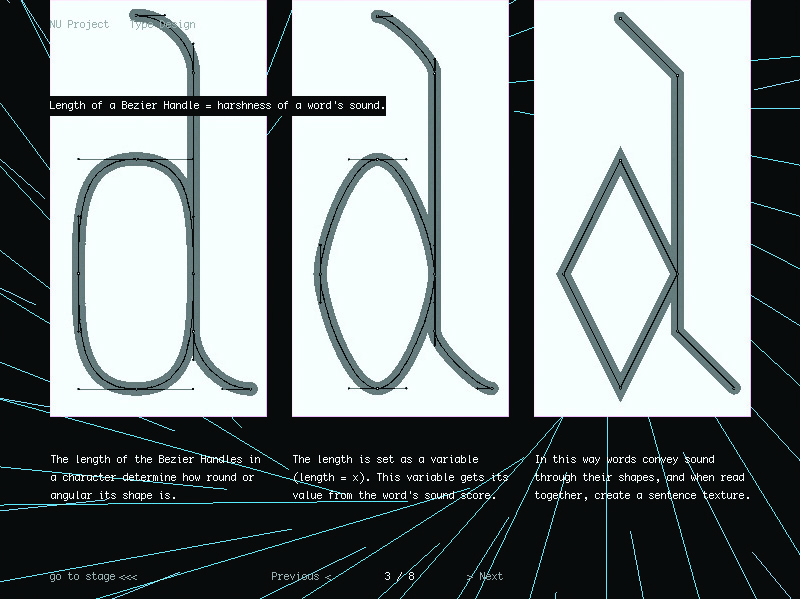 NU Project Type Design
Length of a Bezier Handle = harshness of a word's sound.
The length of the Bezier Handles in
a character determine how round or
angular its shape is.
The length is set as a variable
(length = x). This variable gets its
value from the word's sound score.
In this way words convey sound
through their shapes, and when read
together, create a sentence texture.
go to stage <<< Previous < 3 / 8 > Next